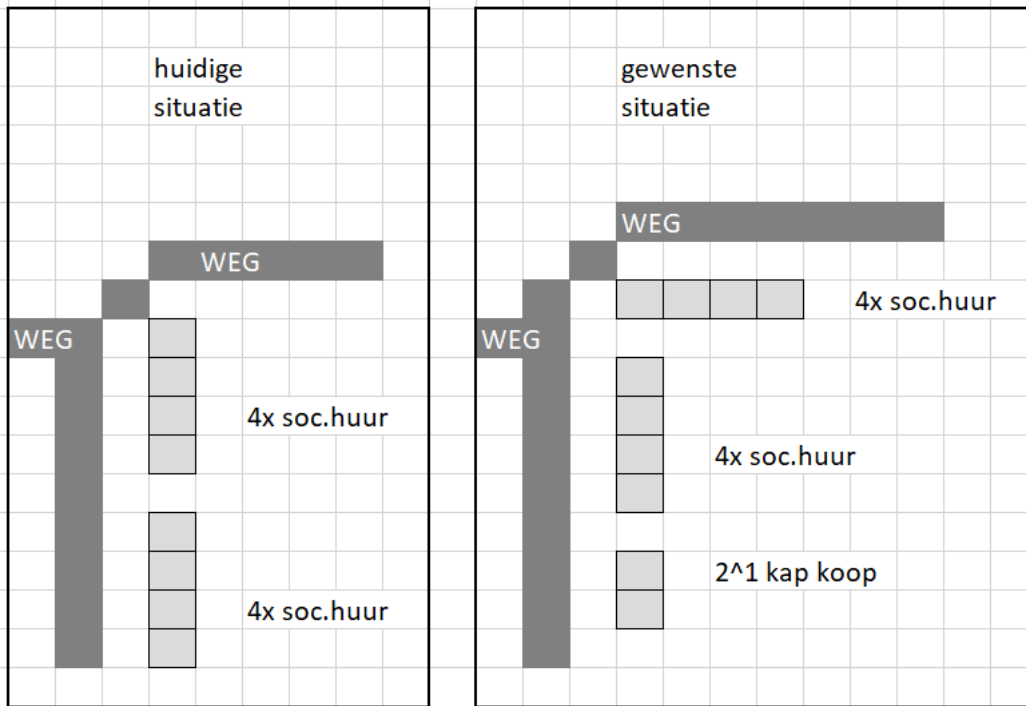 huidige
situatie
WEG
WEG
4x soc.huur
4x soc.huur
gewenste
situatie
WEG
4x soc.huur
WEG
4x soc.huur
2^1 kap koop